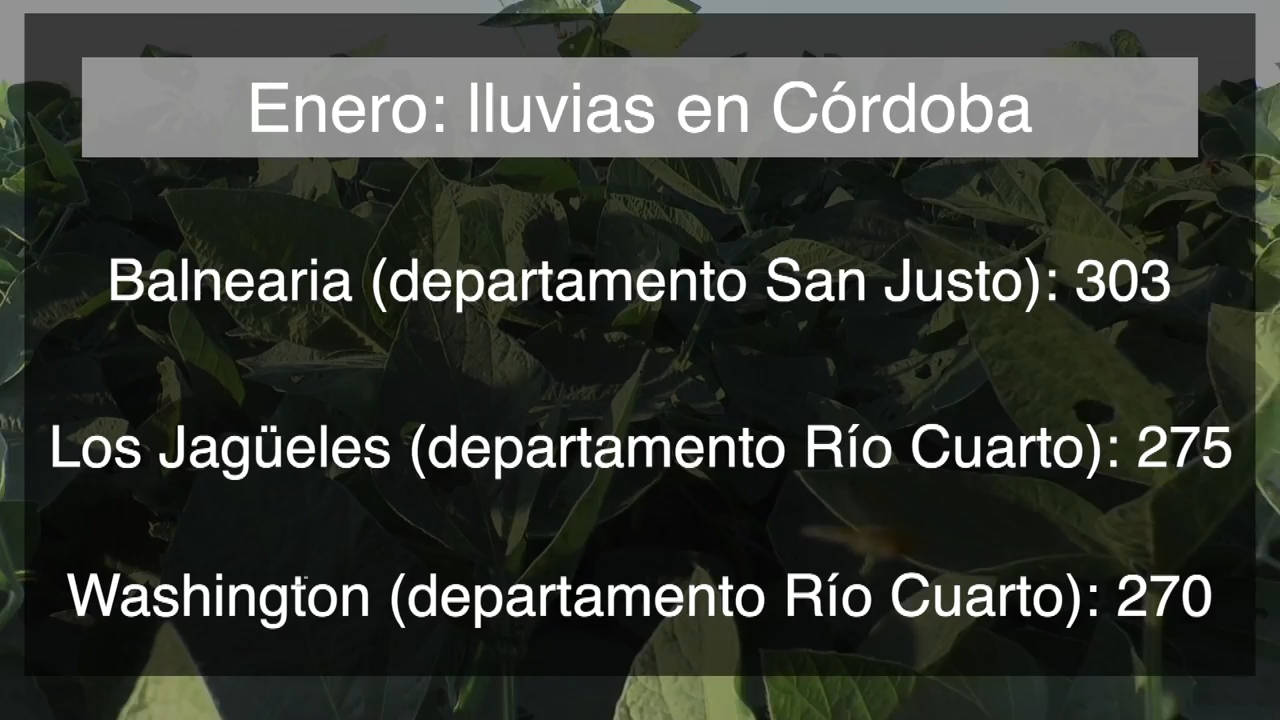 Enero: lluvias en Córdoba
Balnearia (departamento San Justo): 303
Los Jagüeles (departamento Río Cuarto): 275
Washington (departamento Río Cuarto): 270